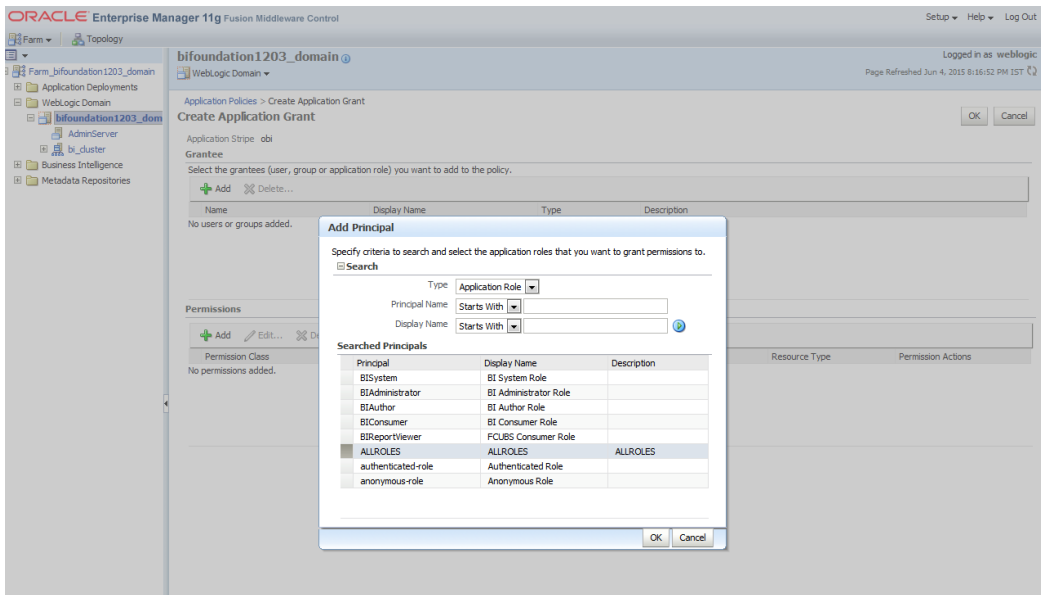 ORACLE Enterprise Manager 11g Fusion Middleware Control
Setup Help Log Out
Farm Topology
Farm_bifoundation1203_domain
Application Deployments
WebLogic Domain
bifoundation1203_dom
AdminServer
bi_cluster
Business Intelligence
Metadata Repositories
bifoundation1203_domain
Logged in as weblogic
WebLogic Domain
Page Refreshed Jun 4, 2015 8:16:52 PM IST
Application Policies > Create Application Grant
Create Application Grant
OK Cancel
Application Stripe obi
Grantee
Select the grantees (user, group or application role) you want to add to the policy.
Add Delete...
Name Display Name Type Description
No users or groups added.
Permissions
Add Edit... De
Permission Class Resource Type Permission Actions
No permissions added.
Add Principal
Specify criteria to search and select the application roles that you want to grant permissions to.
Search
Type Application Role
Principal Name Starts With
Display Name Starts With
Searched Principals
Principal Display Name Description
BISystem BI System Role
BIAdministrator BI Administrator Role
BIAuthor BI Author Role
BIConsumer BI Consumer Role
BIReportViewer FCUBS Consumer Role
ALLROLES ALLROLES ALLROLES
authenticated-role Authenticated Role
anonymous-role Anonymous Role
OK Cancel